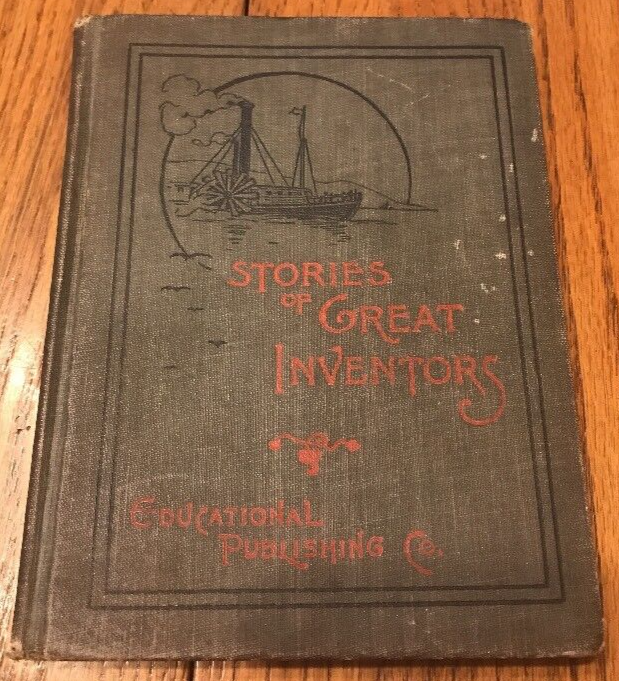 STORIES
OF GREAT
INVENTORS
EDUCATIONAL
PUBLISHING CO.